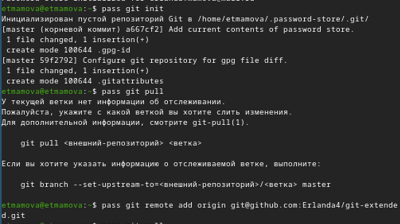 etmamova@etmamova:~$ pass git init
Инициализирован пустой репозиторий Git в /home/etmamova/.password-store/.git/
[master (корневой коммит) a667cf2] Add current contents of password store.
1 file changed, 1 insertion(+)
create mode 100644 .gpg-id
[master 59f2792] Configure git repository for gpg file diff.
1 file changed, 1 insertion(+)
create mode 100644 .gitattributes
etmamova@etmamova:~$ pass git pull
У текущей ветки нет информации об отслеживании.
Пожалуйста, укажите с какой веткой вы хотите слить изменения.
Для дополнительной информации, смотрите git-pull(1).
git pull <внешний-репозиторий> <ветка>
Если вы хотите указать информацию о отслеживаемой ветке, выполните:
git branch --set-upstream-to=<внешний-репозиторий>/<ветка> master
etmamova@etmamova:~$ pass git remote add origin git@github.com:Erlanda4/git-extende
d.git